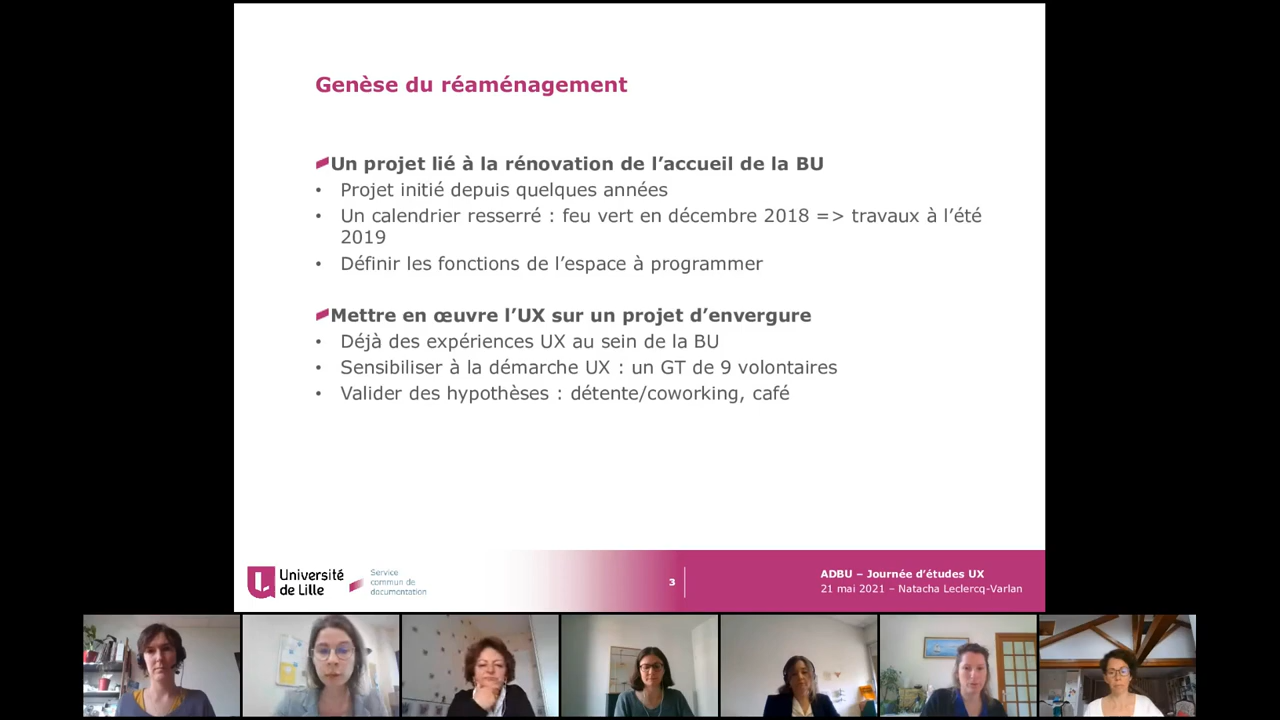 Genèse du réaménagement
Un projet lié à la rénovation de l’accueil de la BU
• Projet initié depuis quelques années
• Un calendrier resserré : feu vert en décembre 2018 => travaux à l’été
2019
• Définir les fonctions de l’espace à programmer
Mettre en œuvre l’UX sur un projet d’envergure
• Déjà des expériences UX au sein de la BU
• Sensibiliser à la démarche UX : un GT de 9 volontaires
• Valider des hypothèses : détente/coworking, café
Université
de Lille
Service
commun de
documentation
3
ADBU – Journée d’études UX
21 mai 2021 – Natacha Leclercq-Varlan